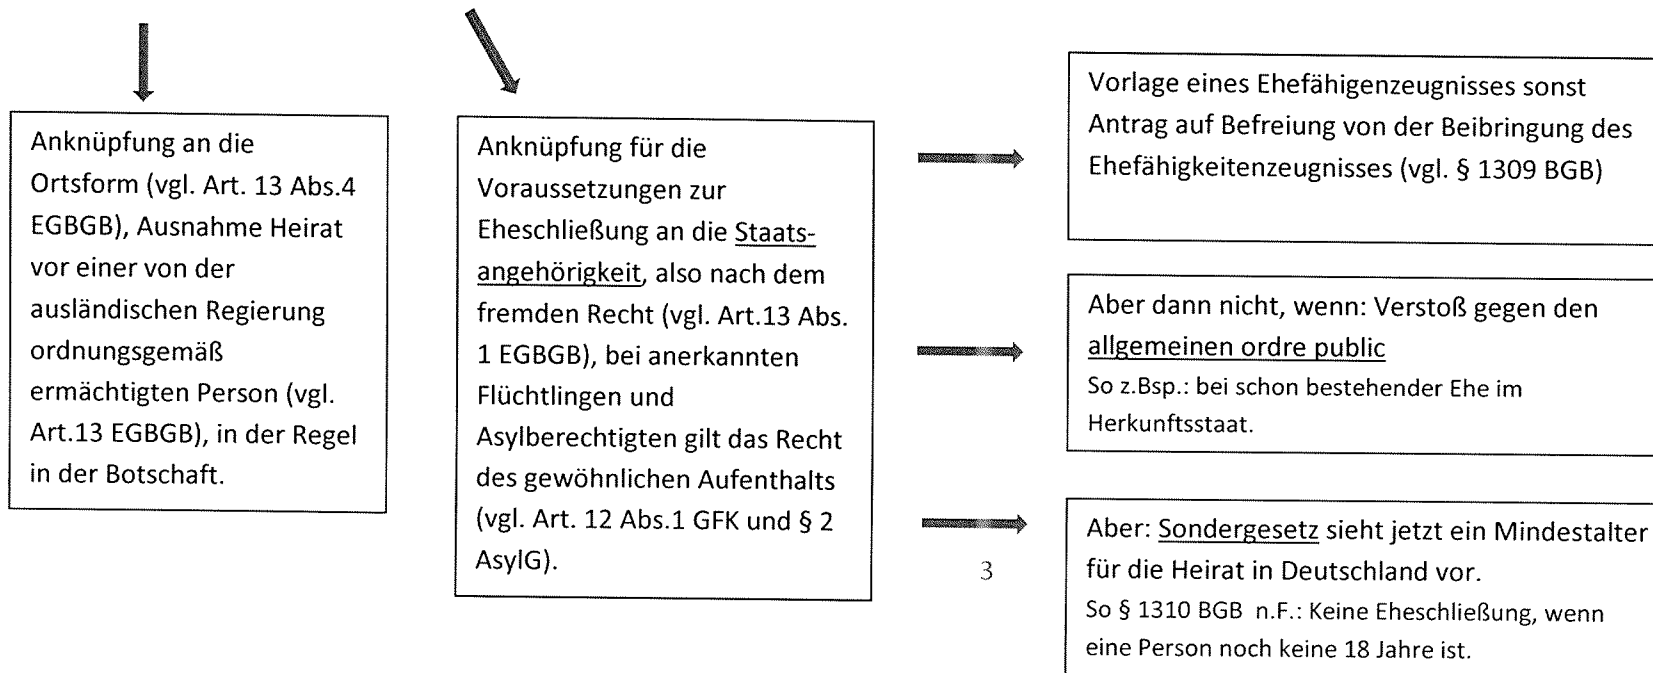 Anknüpfung an die
Ortsform (vgl. Art. 13 Abs.4
EGBGB), Ausnahme Heirat
vor einer von der
ausländischen Regierung
ordnungsgemäß
ermächtigten Person (vgl.
Art.13 EGBGB), in der Regel
in der Botschaft.
Anknüpfung für die
Voraussetzungen zur
Eheschließung an die Staats-
angehörigkeit, also nach dem
fremden Recht (vgl. Art.13 Abs.
1 EGBGB), bei anerkannten
Flüchtlingen und
Asylberechtigten gilt das Recht
des gewöhnlichen Aufenthalts
(vgl. Art. 12 Abs.1 GFK und § 2
AsylG).
Vorlage eines Ehefähigenzeugnisses sonst
Antrag auf Befreiung von der Beibringung des
Ehefähigkeitenzeugnisses (vgl. § 1309 BGB)
Aber dann nicht, wenn: Verstoß gegen den
allgemeinen ordre public
So z.Bsp.: bei schon bestehender Ehe im
Herkunftsstaat.
Aber: Sondergesetz sieht jetzt ein Mindestalter
für die Heirat in Deutschland vor.
So § 1310 BGB n.F.: Keine Eheschließung, wenn
eine Person noch keine 18 Jahre ist.
3